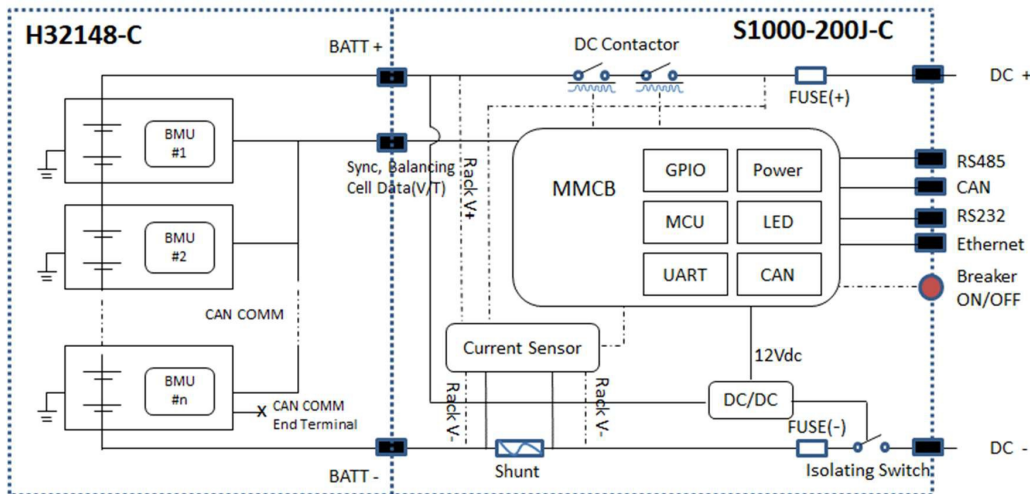 H32148-C
BATT +
DC Contactor
S1000-200J-C
DC +
FUSE(+)
BMU
#1
Sync, Balancing
Cell Data(V/T)
Rack V+
MMCB
GPIO
Power
MCU
LED
UART
CAN
RS485
CAN
RS232
Ethernet
Breaker
ON/OFF
BMU
#2
CAN COMM
Current Sensor
12Vdc
DC/DC
BMU
#n
X CAN COMM
End Terminal
Rack V-
Rack V-
FUSE(-)
BATT -
Shunt
Isolating Switch
DC -